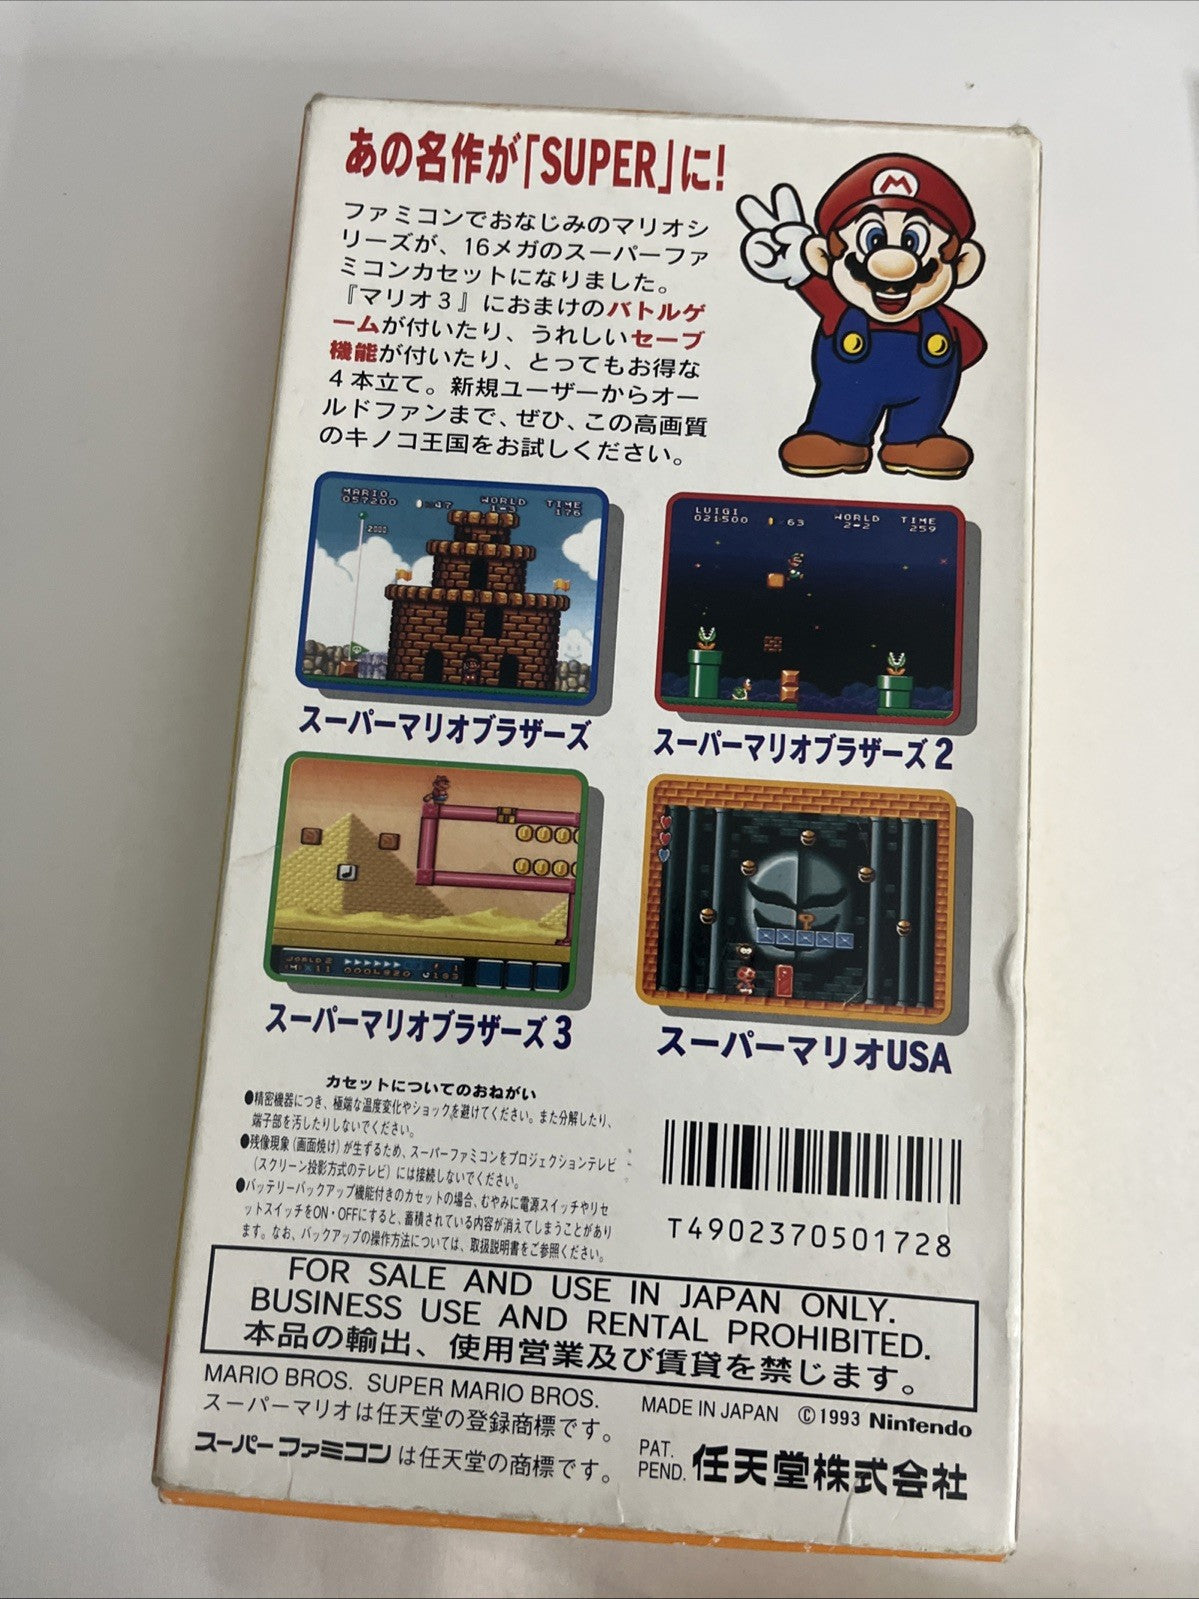 あの名作が「SUPER」に!
M
ファミコンでおなじみのマリオシ
リーズが、16メガのスーパーファ
ミコンカセットになりました。
『マリオ3』におまけのバトルゲ
ームが付いたり、うれしいセーブ
機能が付いたり、とってもお得な
4本立て。新規ユーザーからオー
ルドファンまで、ぜひ、この高画質
のキノコ王国をお試しください。
MARIO WORLD TIME
057200 47 1-3 176
2000
スーパーマリオブラザーズ
LUIGI WORLD TIME
021500 63 2-2 259
スーパーマリオブラザーズ2
WORLD 2
11 0004920 183
スーパーマリオブラザーズ3
スーパーマリオUSA
カセットについてのおねがい
●精密機器につき、極端な温度変化やショックを避けてください。また分解したり、
端子部を汚したりしないでください。
●残像現象(画面焼け)が生ずるため、スーパーファミコンをプロジェクションテレビ
(スクリーン投影方式のテレビ)には接続しないでください。
●バッテリーバックアップ機能付きのカセットの場合、むやみに電源スイッチやリセ
ットスイッチをON・OFFにすると、蓄積されている内容が消えてしまうことがあり
ます。なお、バックアップの操作方法については、取扱説明書をご参照ください。
T4902370501728
FOR SALE AND USE IN JAPAN ONLY.
BUSINESS USE AND RENTAL PROHIBITED.
本品の輸出、使用営業及び賃貸を禁じます。
MARIO BROS. SUPER MARIO BROS.
スーパーマリオは任天堂の登録商標です。
スーパーファミコンは任天堂の商標です。
MADE IN JAPAN ©1993 Nintendo
PAT.
PEND. 任天堂株式会社